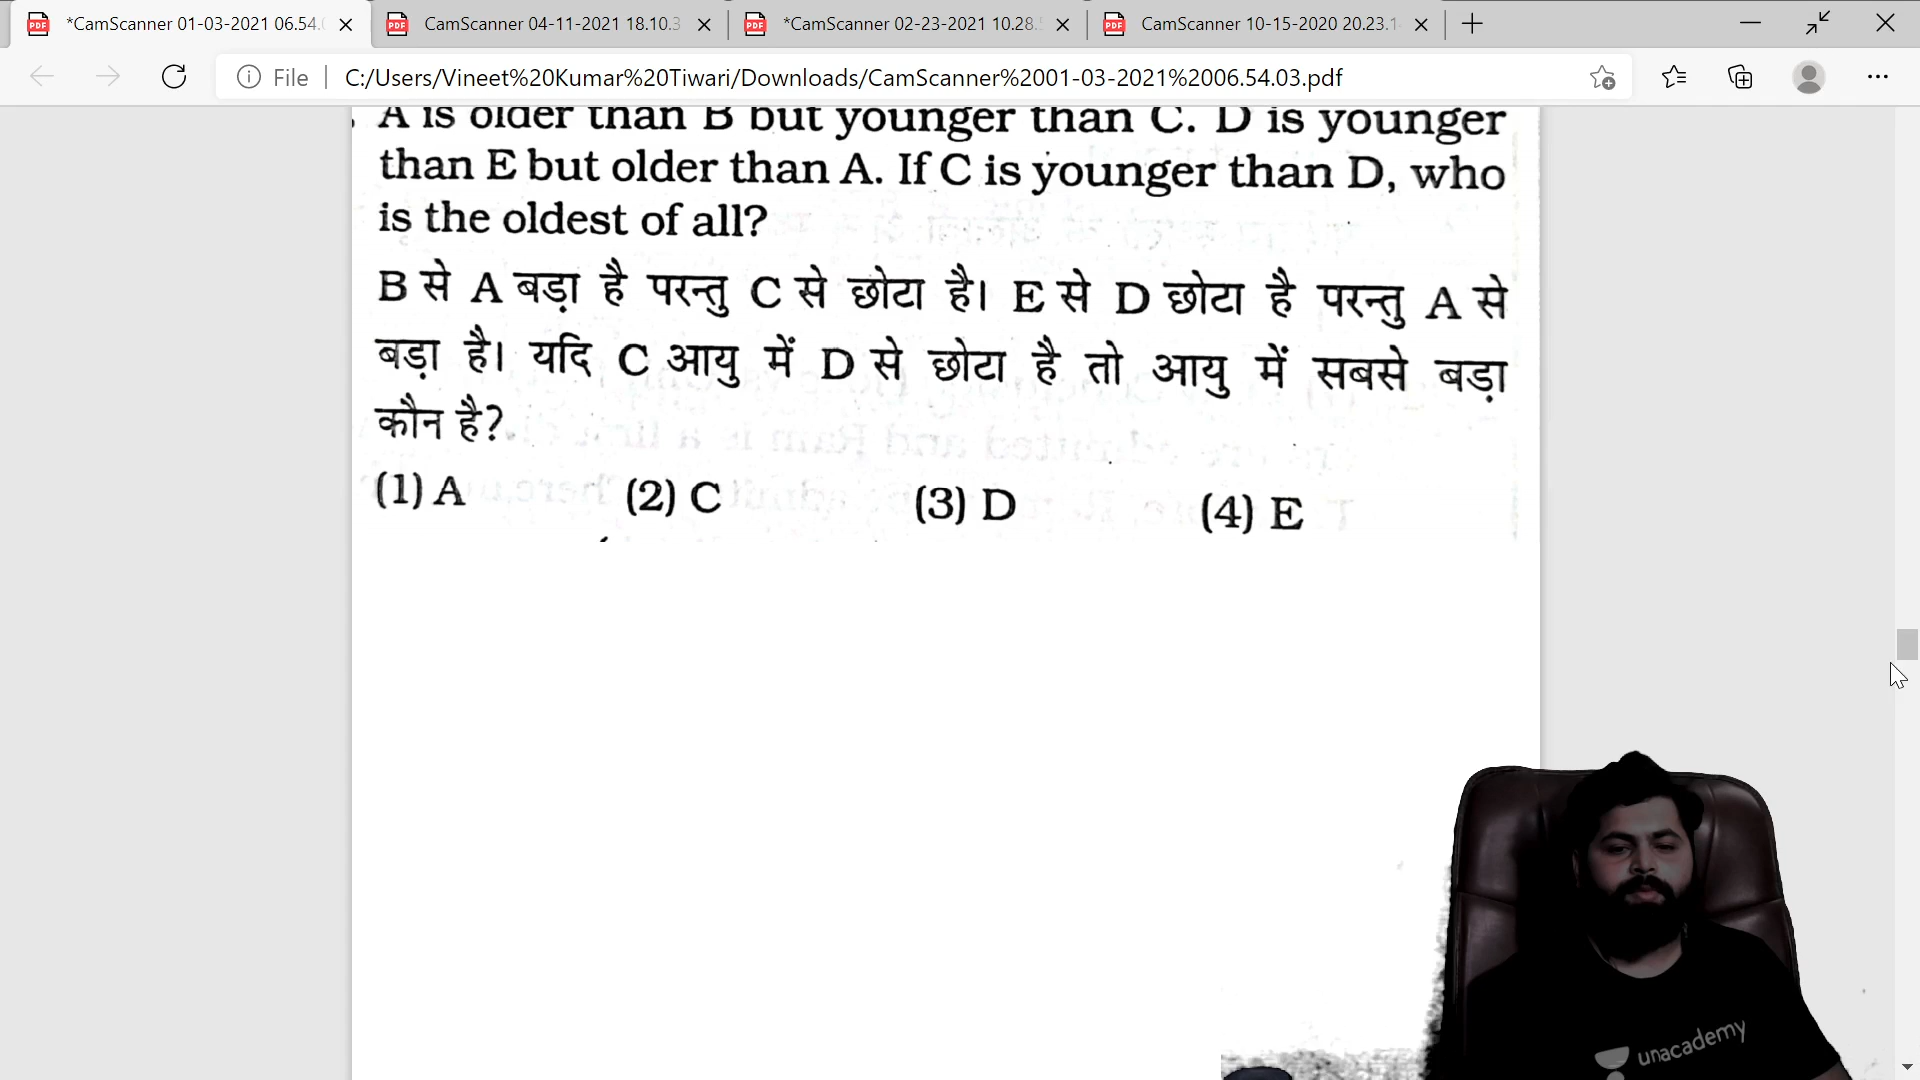 *CamScanner 01-03-2021 06.54.0
CamScanner 04-11-2021 18.10.3
*CamScanner 02-23-2021 10.28.5
CamScanner 10-15-2020 20.23.1
File
C:/Users/Vineet%20Kumar%20Tiwari/Downloads/CamScanner%2001-03-2021%2006.54.03.pdf
A is older than B but younger than C. D is younger
than E but older than A. If C is younger than D, who
is the oldest of all?
B से A बड़ा है परन्तु C से छोटा है। E से D छोटा है परन्तु A से
बड़ा है। यदि C आयु में D से छोटा है तो आयु में सबसे बड़ा
कौन है?
(1) A (2) C (3) D (4) E
unacademy